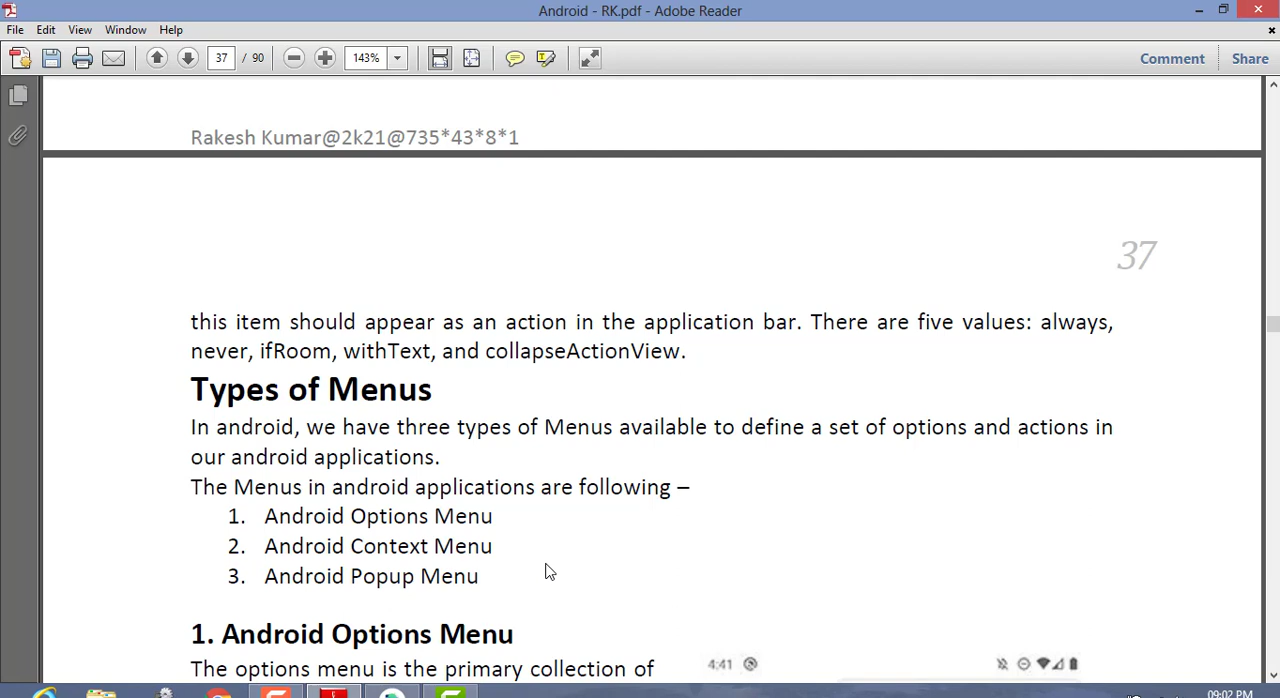 Android - RK.pdf - Adobe Reader
File Edit View Window Help
37 / 90 143% Comment Share
Rakesh Kumar@2k21@735*43*8*1
37
this item should appear as an action in the application bar. There are five values: always,
never, ifRoom, withText, and collapseActionView.
Types of Menus
In android, we have three types of Menus available to define a set of options and actions in
our android applications.
The Menus in android applications are following –
1. Android Options Menu
2. Android Context Menu
3. Android Popup Menu
1. Android Options Menu
The options menu is the primary collection of
4:41
09:02 PM